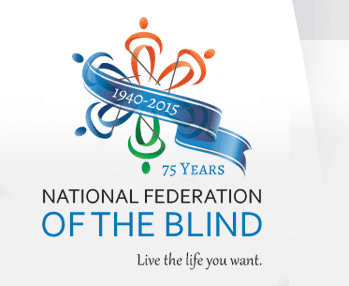 1940-2015
75 YEARS
NATIONAL FEDERATION
OF THE BLIND
Live the life you want.